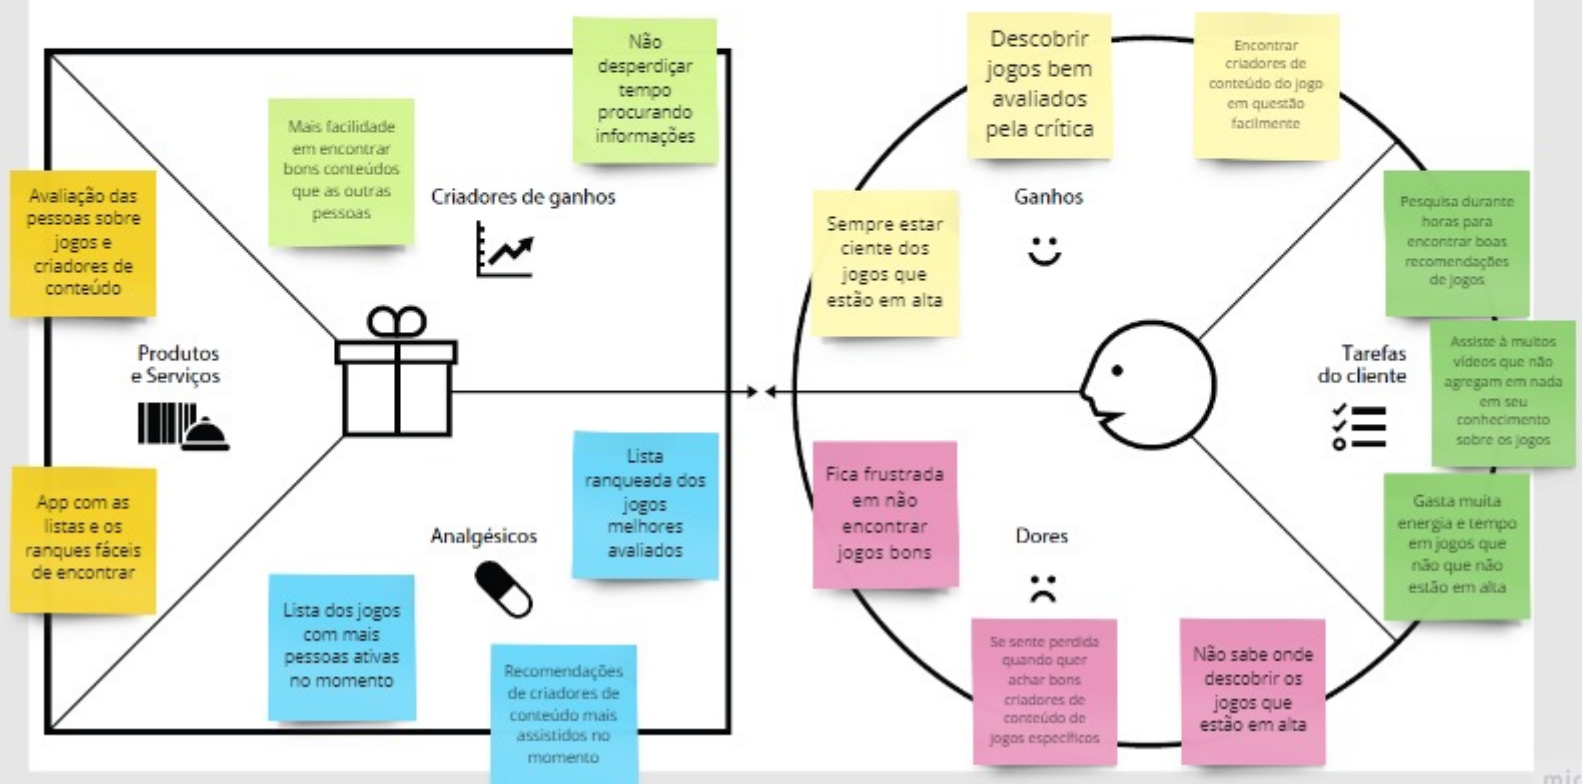 Não
desperdiçar
tempo
procurando
informações
Mais facilidade
em encontrar
bons conteúdos
que as outras
pessoas
Criadores de ganhos
Avaliação das
pessoas sobre
jogos e
criadores de
conteúdo
Produtos
e Serviços
App com as
listas e os
ranques fáceis
de encontrar
Lista
ranqueada dos
jogos
melhores
avaliados
Analgésicos
Lista dos jogos
com mais
pessoas ativas
no momento
Recomendações
de criadores de
conteúdo mais
assistidos no
momento
Descobrir
jogos bem
avaliados
pela crítica
Encontrar
criadores de
conteúdo do jogo
em questão
facilmente
Ganhos
Sempre estar
ciente dos
jogos que
estão em alta
Pesquisa durante
horas para
encontrar boas
recomendações
de jogos
Tarefas
do cliente
Assiste à muitos
vídeos que não
agregam em nada
em seu
conhecimento
sobre os jogos
Gasta muita
energia e tempo
em jogos que
não que não
estão em alta
Fica frustrada
em não
encontrar
jogos bons
Dores
Se sente perdida
quando quer
achar bons
criadores de
conteúdo de
jogos específicos
Não sabe onde
descobrir os
jogos que
estão em alta